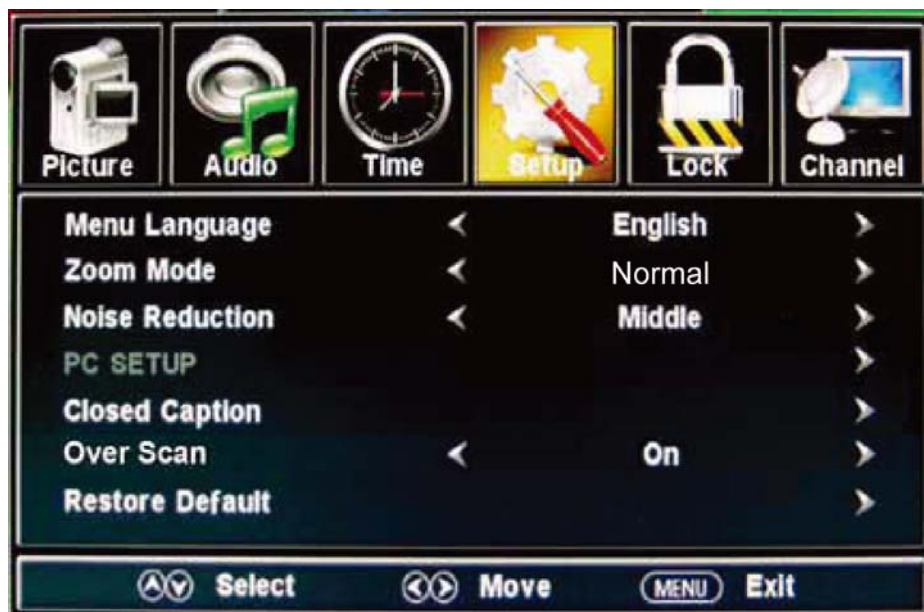 Picture Audio Time Setup Lock Channel
Menu Language English
Zoom Mode Normal
Noise Reduction Middle
PC SETUP
Closed Caption
Over Scan On
Restore Default
Select Move MENU Exit